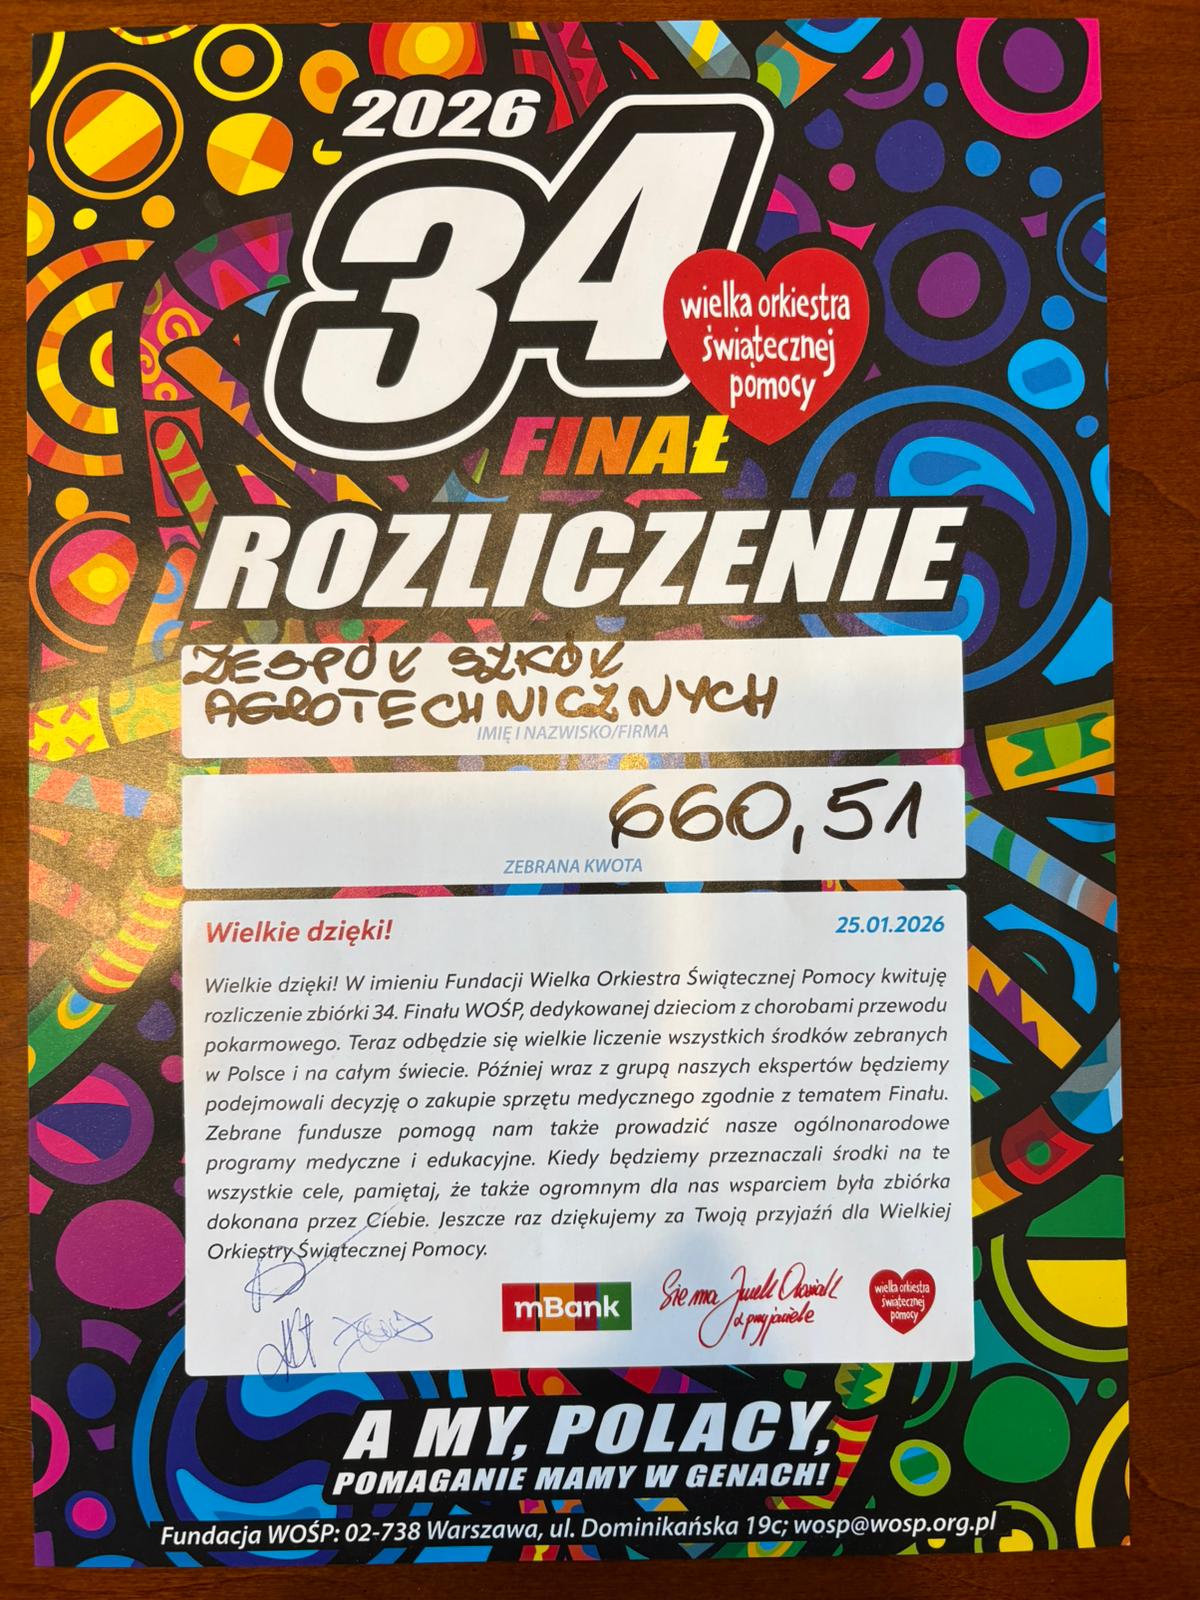 2026
34
wielka orkiestra
świątecznej
pomocy
FINAŁ
ROZLICZENIE
ZESPÓŁ SZKÓŁ
AGROTECHNICZNYCH
IMIĘ I NAZWISKO/FIRMA
660,51
ZEBRANA KWOTA
Wielkie dzięki!
25.01.2026
Wielkie dzięki! W imieniu Fundacji Wielka Orkiestra Świątecznej Pomocy kwituję
rozliczenie zbiórki 34. Finału WOŚP, dedykowanej dzieciom z chorobami przewodu
pokarmowego. Teraz odbędzie się wielkie liczenie wszystkich środków zebranych
w Polsce i na całym świecie. Później wraz z grupą naszych ekspertów będziemy
podejmowali decyzję o zakupie sprzętu medycznego zgodnie z tematem Finału.
Zebrane fundusze pomogą nam także prowadzić nasze ogólnonarodowe
programy medyczne i edukacyjne. Kiedy będziemy przeznaczali środki na te
wszystkie cele, pamiętaj, że także ogromnym dla nas wsparciem była zbiórka
dokonana przez Ciebie. Jeszcze raz dziękujemy za Twoją przyjaźń dla Wielkiej
Orkiestry Świątecznej Pomocy.
mBank
Sie ma Jurek Owsiak
z przyjaciele
wielka orkiestra
świątecznej
pomocy
A MY, POLACY,
POMAGANIE MAMY W GENACH!
Fundacja WOŚP: 02-738 Warszawa, ul. Dominikańska 19c; wosp@wosp.org.pl